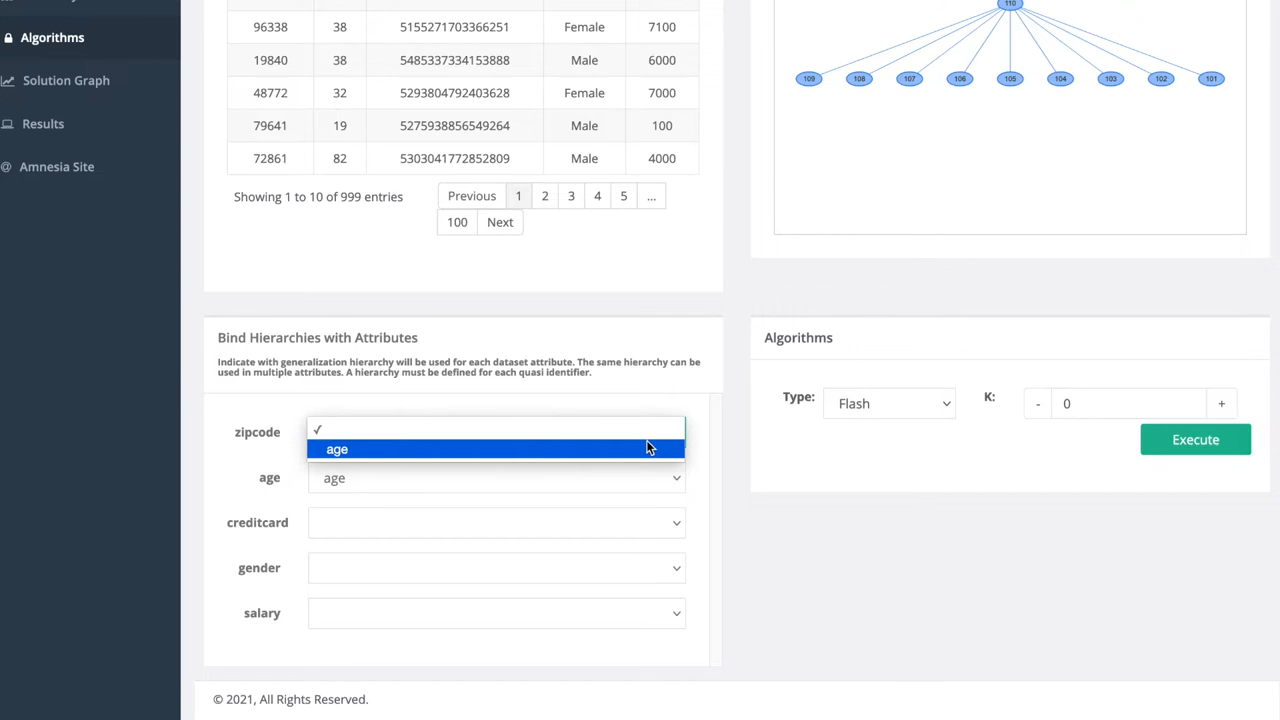 Algorithms
Solution Graph
Results
@ Amnesia Site
96338 38 5155271703366251 Female 7100
19840 38 5485337334153888 Male 6000
48772 32 5293804792403628 Female 7000
79641 19 5275938856549264 Male 100
72861 82 5303041772852809 Male 4000
Showing 1 to 10 of 999 entries
Previous 1 2 3 4 5 ...
100 Next
110
109 108 107 106 105 104 103 102 101
Bind Hierarchies with Attributes
Indicate with generalization hierarchy will be used for each dataset attribute. The same hierarchy can be
used in multiple attributes. A hierarchy must be defined for each quasi identifier.
zipcode ✓
age
age age
creditcard
gender
salary
Algorithms
Type: Flash K: - 0 +
Execute
© 2021, All Rights Reserved.